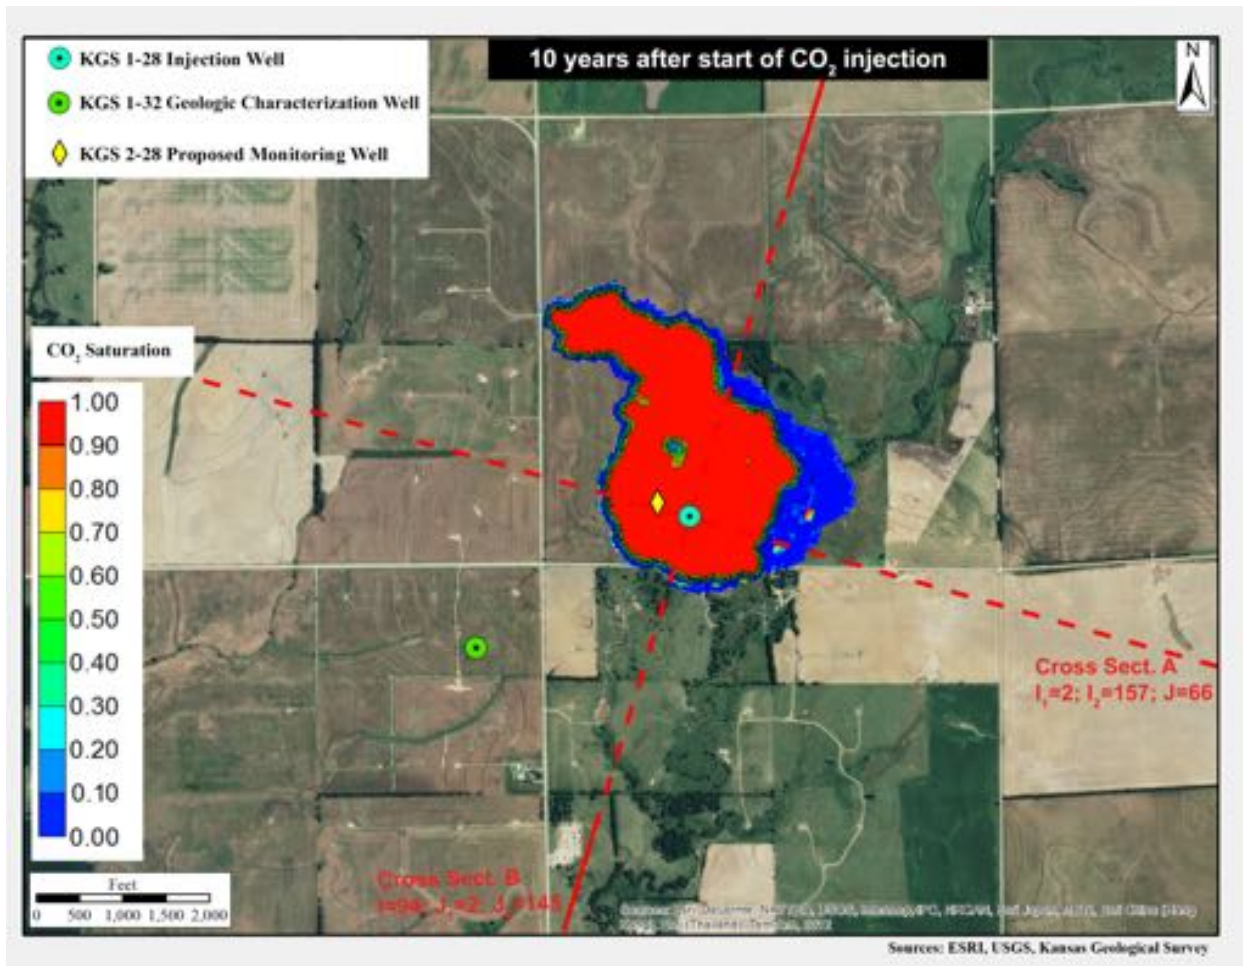 KGS 1-28 Injection Well
KGS 1-32 Geologic Characterization Well
KGS 2-28 Proposed Monitoring Well
10 years after start of CO2 injection
N
CO2 Saturation
1.00
0.90
0.80
0.70
0.60
0.50
0.40
0.30
0.20
0.10
0.00
Cross Sect. A
I1=2; I2=157; J=66
Feet
0 500 1,000 1,500 2,000
Cross Sect. B
Sources: ESRI, USGS, Kansas Geological Survey